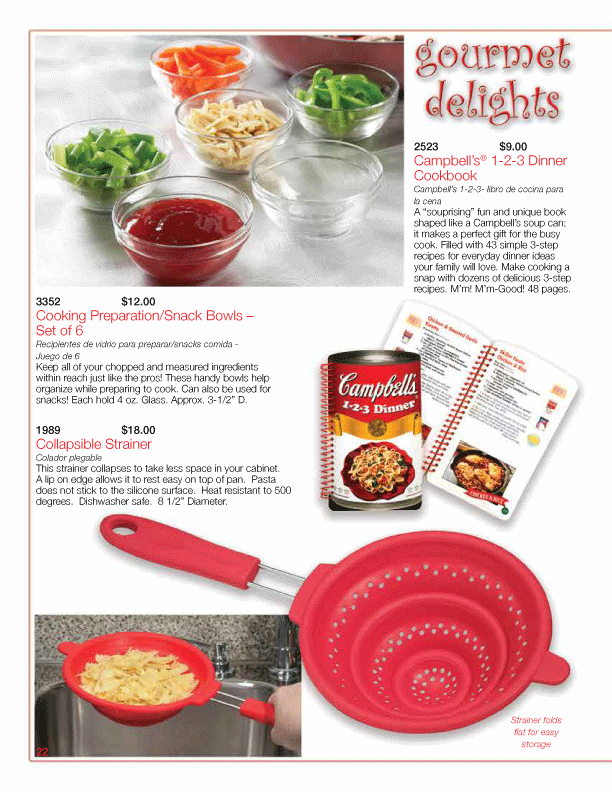 gourmet
delights
2523 $9.00
Campbell's® 1-2-3 Dinner
Cookbook
Campbell's 1-2-3- libro de cocina para
la cena
A "souprising" fun and unique book
shaped like a Campbell's soup can;
it makes a perfect gift for the busy
cook. Filled with 43 simple 3-step
recipes for everyday dinner ideas
your family will love. Make cooking a
snap with dozens of delicious 3-step
recipes. M'm! M'm-Good! 48 pages.
3352 $12.00
Cooking Preparation/Snack Bowls –
Set of 6
Recipientes de vidrio para preparar/snacks comida -
Juego de 6
Keep all of your chopped and measured ingredients
within reach just like the pros! These handy bowls help
organize while preparing to cook. Can also be used for
snacks! Each hold 4 oz. Glass. Approx. 3-1/2" D.
1989 $18.00
Collapsible Strainer
Colador plegable
This strainer collapses to take less space in your cabinet.
A lip on edge allows it to rest easy on top of pan. Pasta
does not stick to the silicone surface. Heat resistant to 500
degrees. Dishwasher safe. 8 1/2" Diameter.
Campbell's
1-2-3 Dinner
CHICKEN & RICE
Strainer folds
flat for easy
storage
22